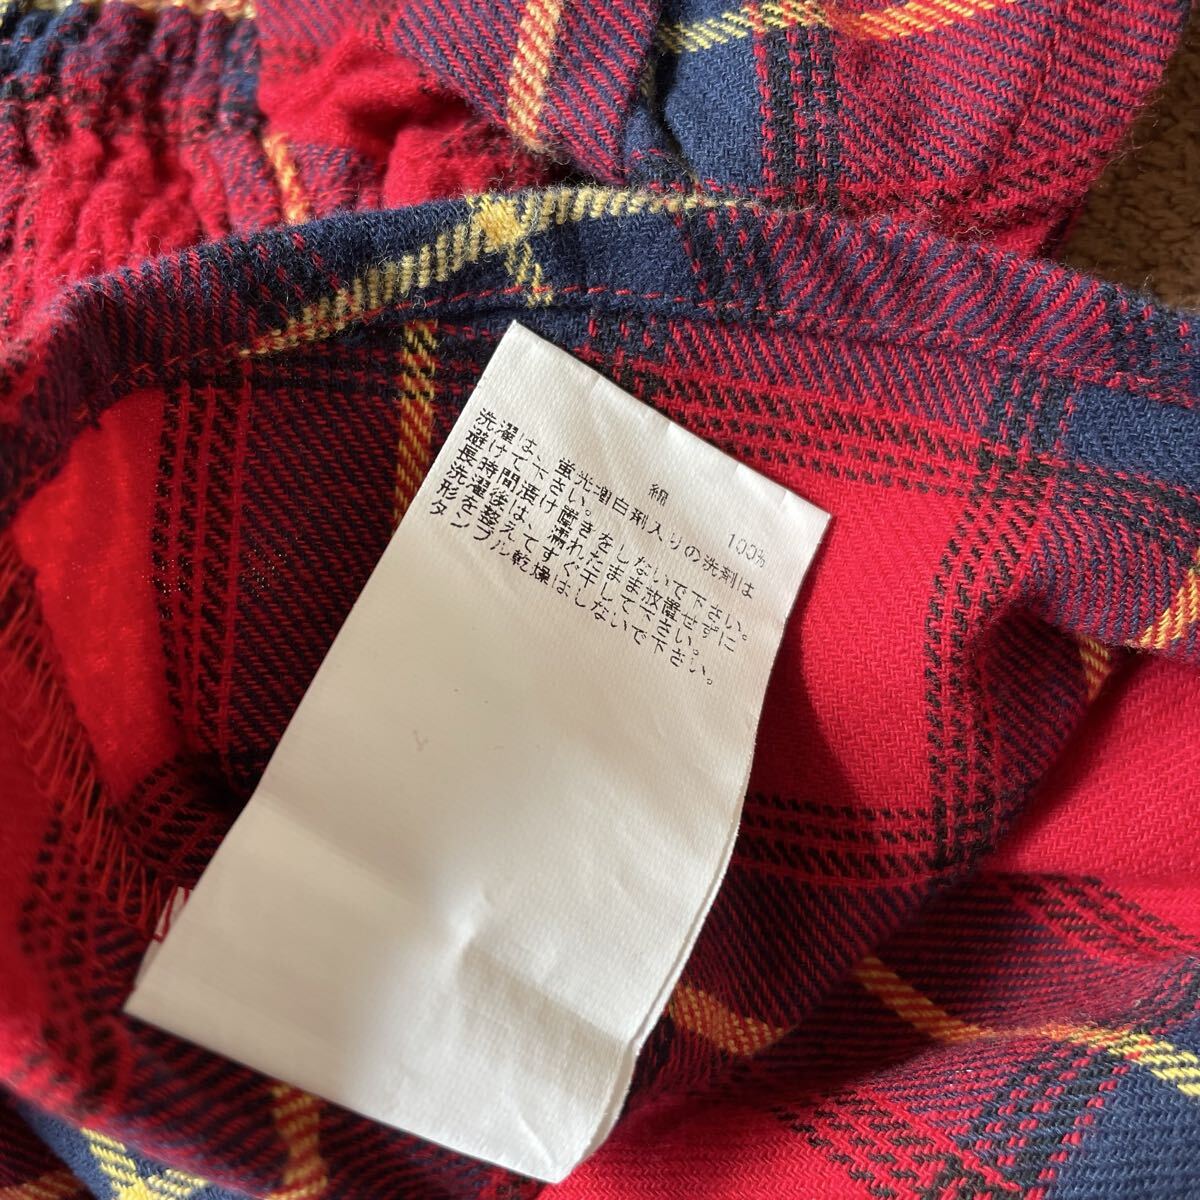 綿 100%
洗濯は、蛍光増白剤入りの洗剤は
避けて下さい。
長時間漬け置きをしないで下さい。
洗濯後は、濡れたまま放置せずに
形を整えてすぐ干して下さい。
タンブル乾燥はしないで下さい。